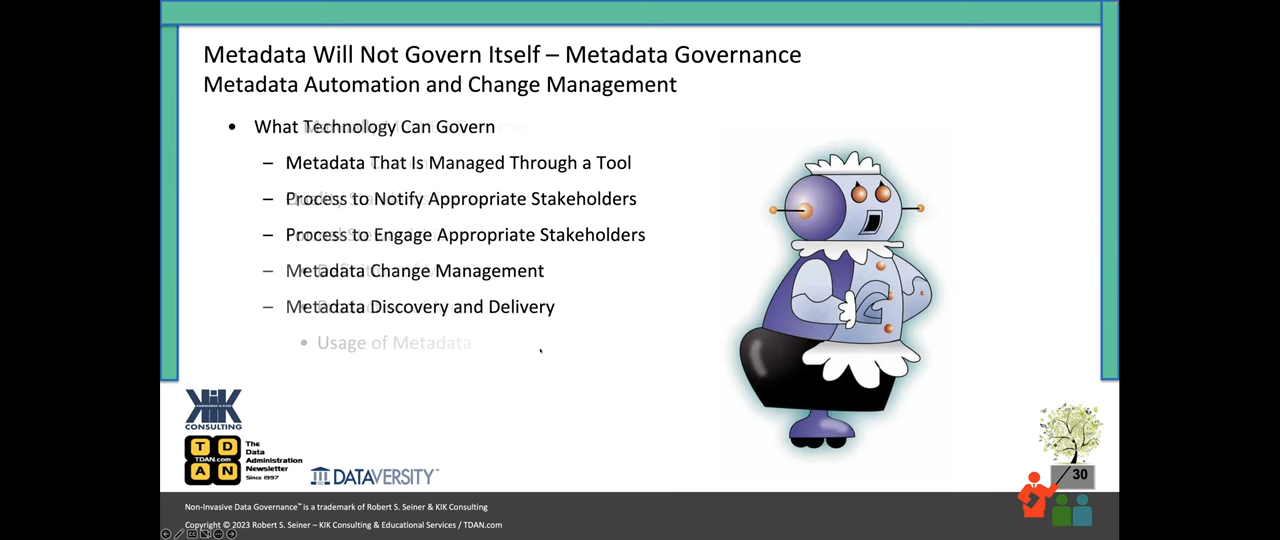 Metadata Will Not Govern Itself – Metadata Governance
Metadata Automation and Change Management
• What Technology Can Govern
– Metadata That Is Managed Through a Tool
– Process to Notify Appropriate Stakeholders
– Process to Engage Appropriate Stakeholders
– Metadata Change Management
– Metadata Discovery and Delivery
• Usage of Metadata
KIK
CONSULTING
T D
TDAN.com
A N
The
Data
Administration
Newsletter
Since 1997
DATAVERSITY
30
Non-Invasive Data Governance™ is a trademark of Robert S. Seiner & KIK Consulting
Copyright © 2023 Robert S. Seiner – KIK Consulting & Educational Services / TDAN.com